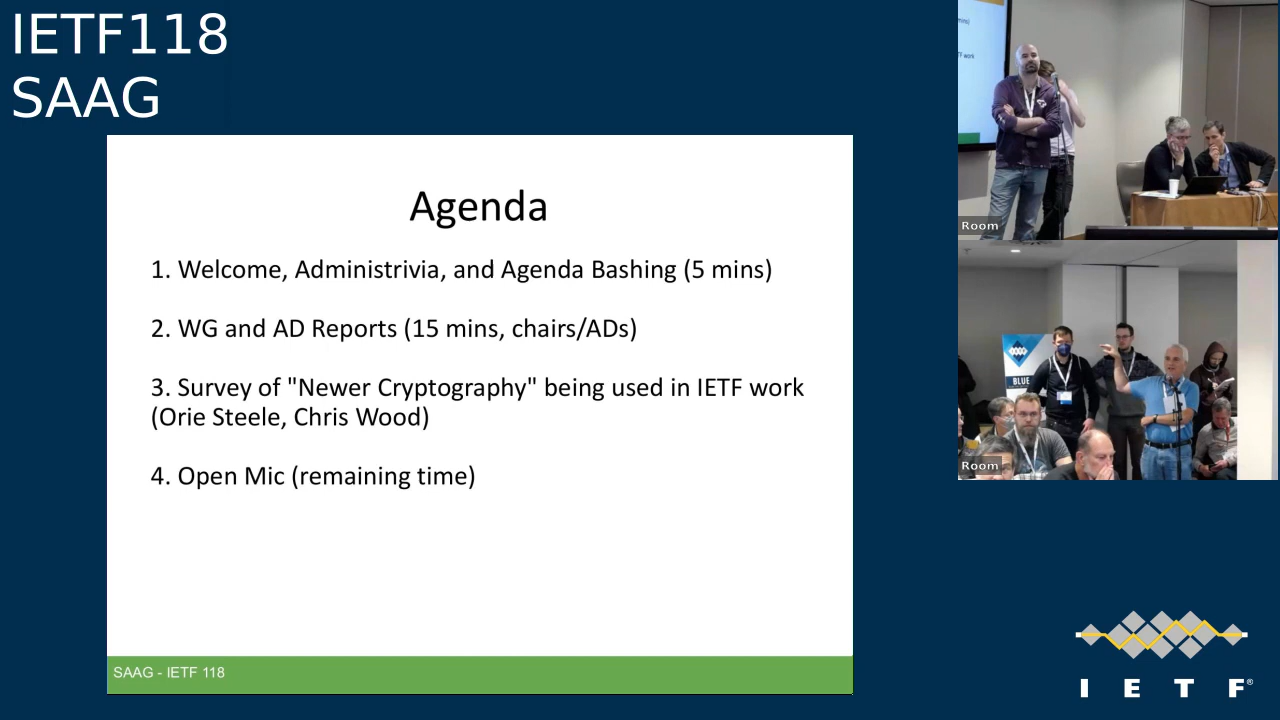 IETF118
SAAG
Agenda
1. Welcome, Administrivia, and Agenda Bashing (5 mins)
2. WG and AD Reports (15 mins, chairs/ADs)
3. Survey of "Newer Cryptography" being used in IETF work
(Orie Steele, Chris Wood)
4. Open Mic (remaining time)
SAAG - IETF 118
Room
BLUE
Room
I E T F®